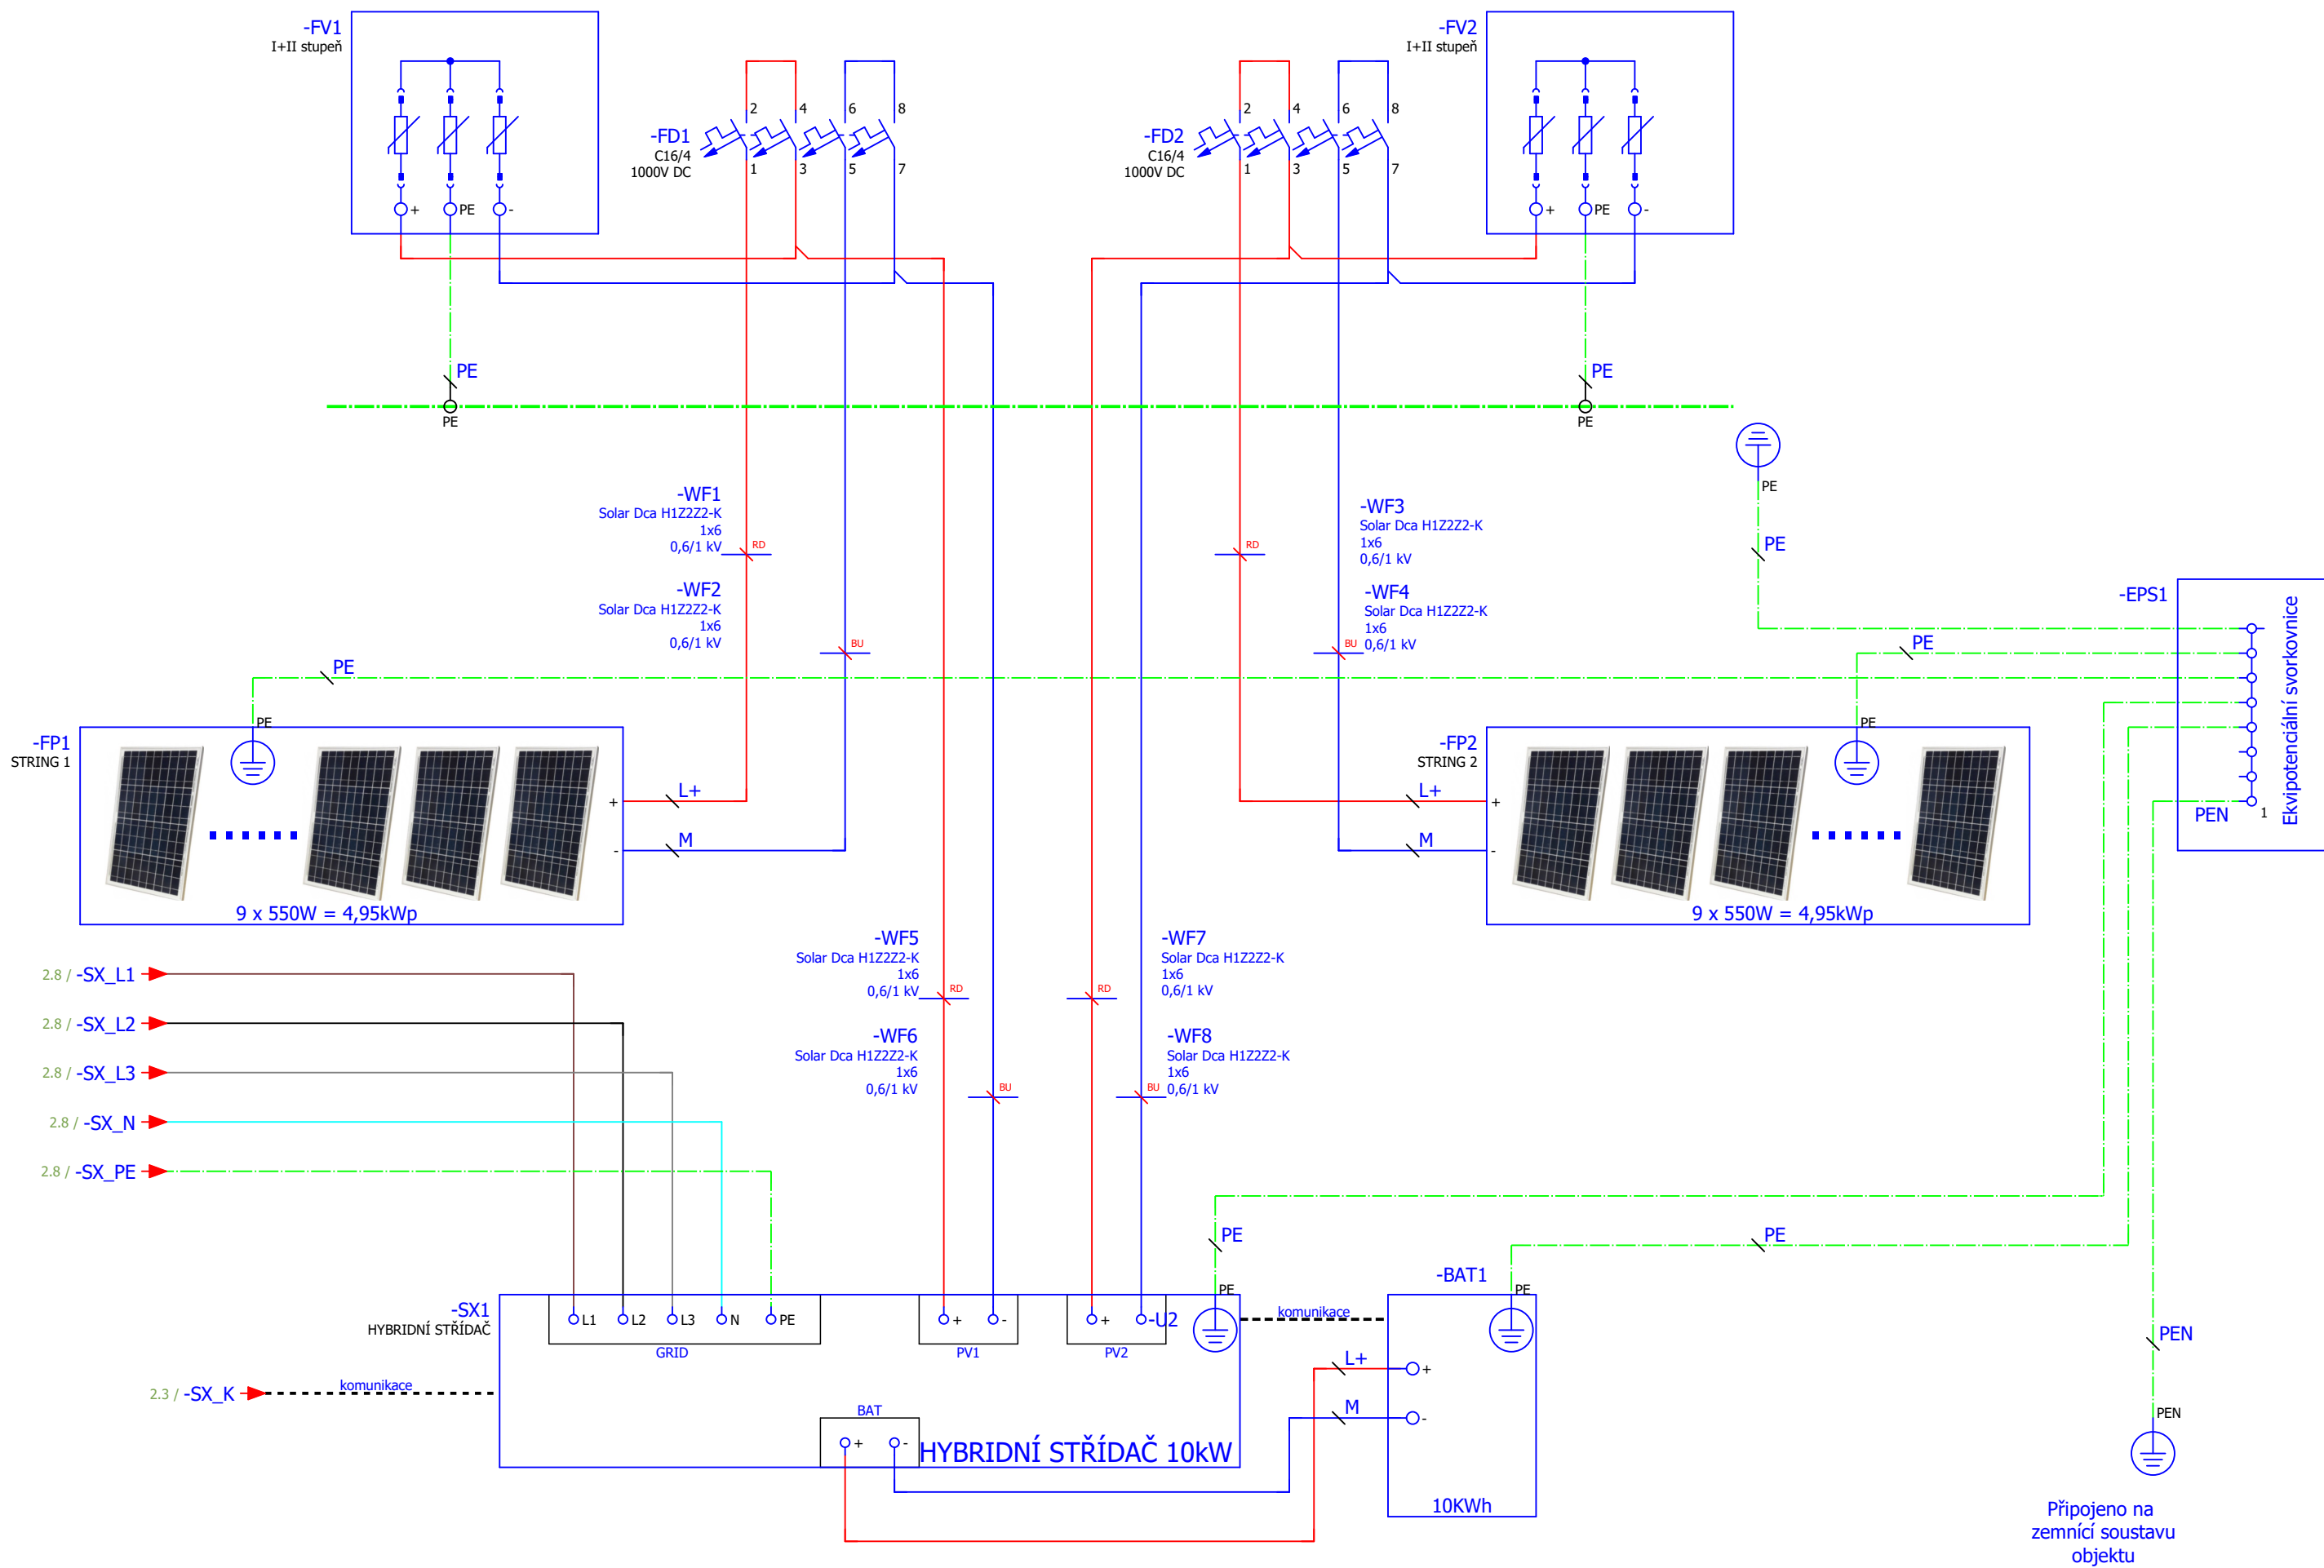 -FV1
I+II stupeň
+
PE
-
PE
PE
-FD1
C16/4
1000V DC
2
4
6
8
1
3
5
7
-FD2
C16/4
1000V DC
2
4
6
8
1
3
5
7
-FV2
I+II stupeň
+
PE
-
PE
PE
-WF1
Solar Dca H1Z2Z2-K
1x6
0,6/1 kV
RD
-WF2
Solar Dca H1Z2Z2-K
1x6
0,6/1 kV
BU
RD
-WF3
Solar Dca H1Z2Z2-K
1x6
0,6/1 kV
-WF4
Solar Dca H1Z2Z2-K
1x6
BU
0,6/1 kV
PE
PE
-EPS1
Ekvipotenciální svorkovnice
PE
PEN
1
PE
PE
-FP1
STRING 1
+
-
L+
M
9 x 550W = 4,95kWp
PE
-FP2
STRING 2
L+
M
+
-
9 x 550W = 4,95kWp
-WF5
Solar Dca H1Z2Z2-K
1x6
0,6/1 kV
RD
-WF6
Solar Dca H1Z2Z2-K
1x6
0,6/1 kV
BU
RD
-WF7
Solar Dca H1Z2Z2-K
1x6
0,6/1 kV
-WF8
Solar Dca H1Z2Z2-K
1x6
BU
0,6/1 kV
2.8 / -SX_L1
2.8 / -SX_L2
2.8 / -SX_L3
2.8 / -SX_N
2.8 / -SX_PE
2.3 / -SX_K
komunikace
-SX1
HYBRIDNÍ STŘÍDAČ
L1
L2
L3
N
PE
GRID
+
-
PV1
+
-U2
PV2
PE
PE
komunikace
BAT
+
-
HYBRIDNÍ STŘÍDAČ 10kW
PE
-BAT1
PE
L+
M
+
-
10KWh
PEN
PEN
Připojeno na
zemnící soustavu
objektu